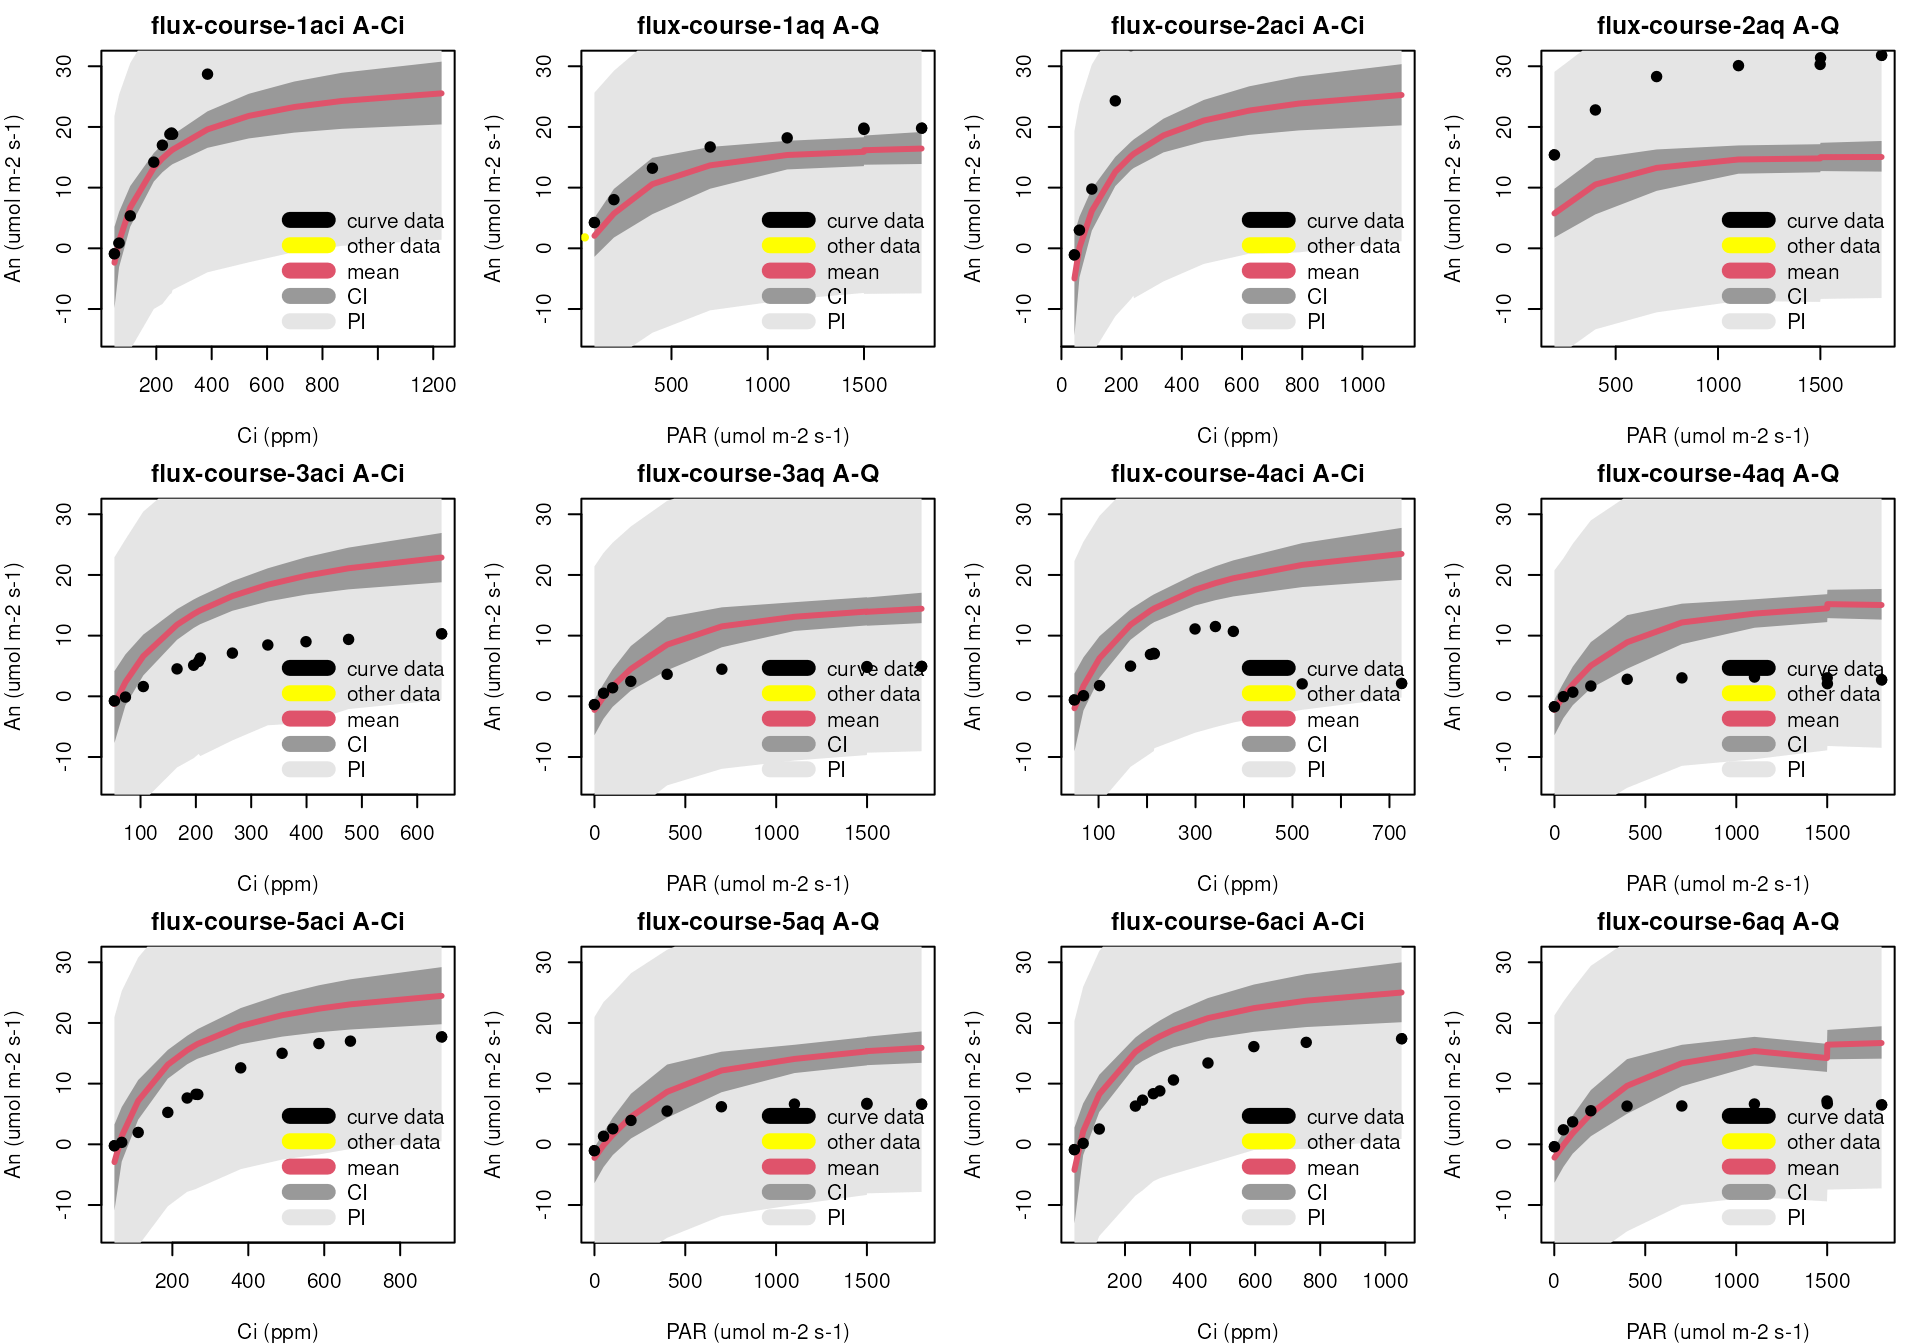 flux-course-1aci A-Ci
An (umol m-2 s-1)
-10 0 10 20 30
curve data
other data
mean
CI
PI
200 400 600 800 1200
Ci (ppm)
flux-course-1aq A-Q
An (umol m-2 s-1)
-10 0 10 20 30
curve data
other data
mean
CI
PI
500 1000 1500
PAR (umol m-2 s-1)
flux-course-2aci A-Ci
An (umol m-2 s-1)
-10 0 10 20 30
curve data
other data
mean
CI
PI
0 200 400 600 800 1000
Ci (ppm)
flux-course-2aq A-Q
An (umol m-2 s-1)
-10 0 10 20 30
curve data
other data
mean
CI
PI
500 1000 1500
PAR (umol m-2 s-1)
flux-course-3aci A-Ci
An (umol m-2 s-1)
-10 0 10 20 30
curve data
other data
mean
CI
PI
100 200 300 400 500 600
Ci (ppm)
flux-course-3aq A-Q
An (umol m-2 s-1)
-10 0 10 20 30
curve data
other data
mean
CI
PI
0 500 1000 1500
PAR (umol m-2 s-1)
flux-course-4aci A-Ci
An (umol m-2 s-1)
-10 0 10 20 30
curve data
other data
mean
CI
PI
100 300 500 700
Ci (ppm)
flux-course-4aq A-Q
An (umol m-2 s-1)
-10 0 10 20 30
curve data
other data
mean
CI
PI
0 500 1000 1500
PAR (umol m-2 s-1)
flux-course-5aci A-Ci
An (umol m-2 s-1)
-10 0 10 20 30
curve data
other data
mean
CI
PI
200 400 600 800
Ci (ppm)
flux-course-5aq A-Q
An (umol m-2 s-1)
-10 0 10 20 30
curve data
other data
mean
CI
PI
0 500 1000 1500
PAR (umol m-2 s-1)
flux-course-6aci A-Ci
An (umol m-2 s-1)
-10 0 10 20 30
curve data
other data
mean
CI
PI
200 400 600 800 1000
Ci (ppm)
flux-course-6aq A-Q
An (umol m-2 s-1)
-10 0 10 20 30
curve data
other data
mean
CI
PI
0 500 1000 1500
PAR (umol m-2 s-1)